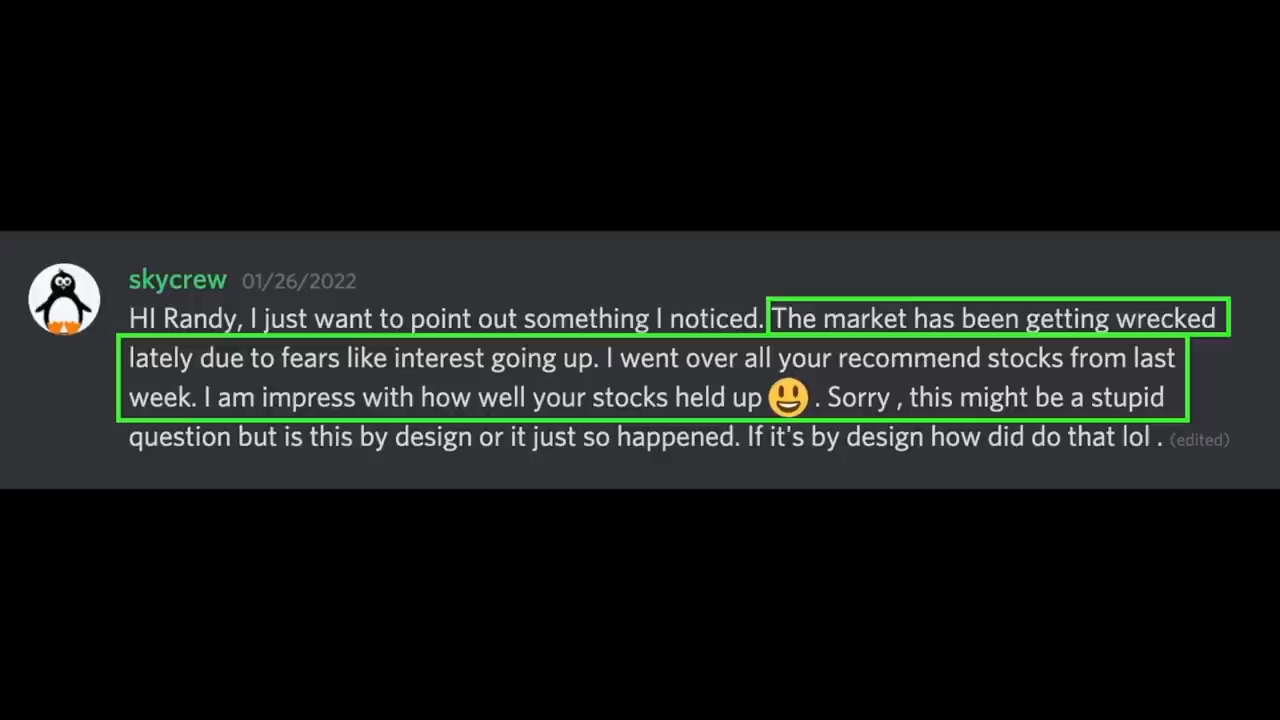 skycrew 01/26/2022
HI Randy, I just want to point out something I noticed. The market has been getting wrecked
lately due to fears like interest going up. I went over all your recommend stocks from last
week. I am impress with how well your stocks held up 😃 . Sorry , this might be a stupid
question but is this by design or it just so happened. If it's by design how did do that lol . (edited)